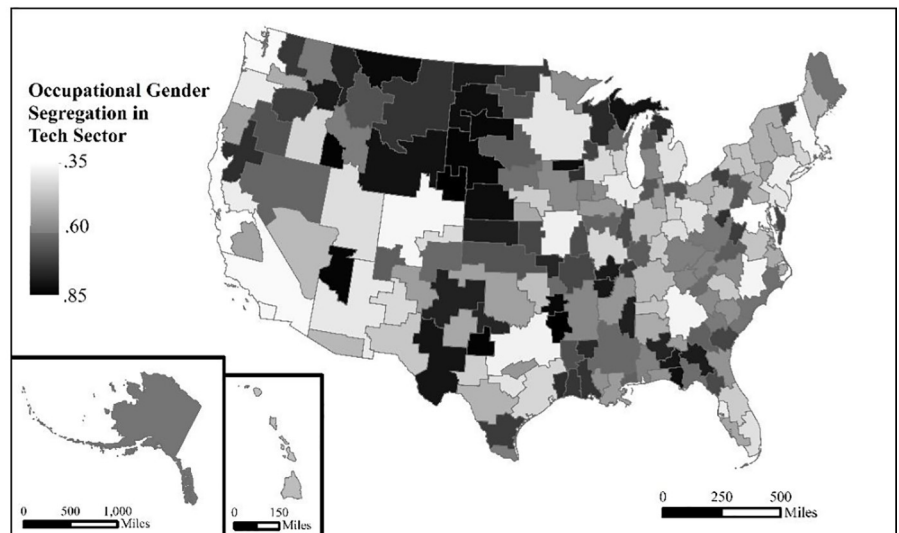 Occupational Gender
Segregation in
Tech Sector
.35
.60
.85
0 500 1,000
Miles
0 150
Miles
0 250 500
Miles